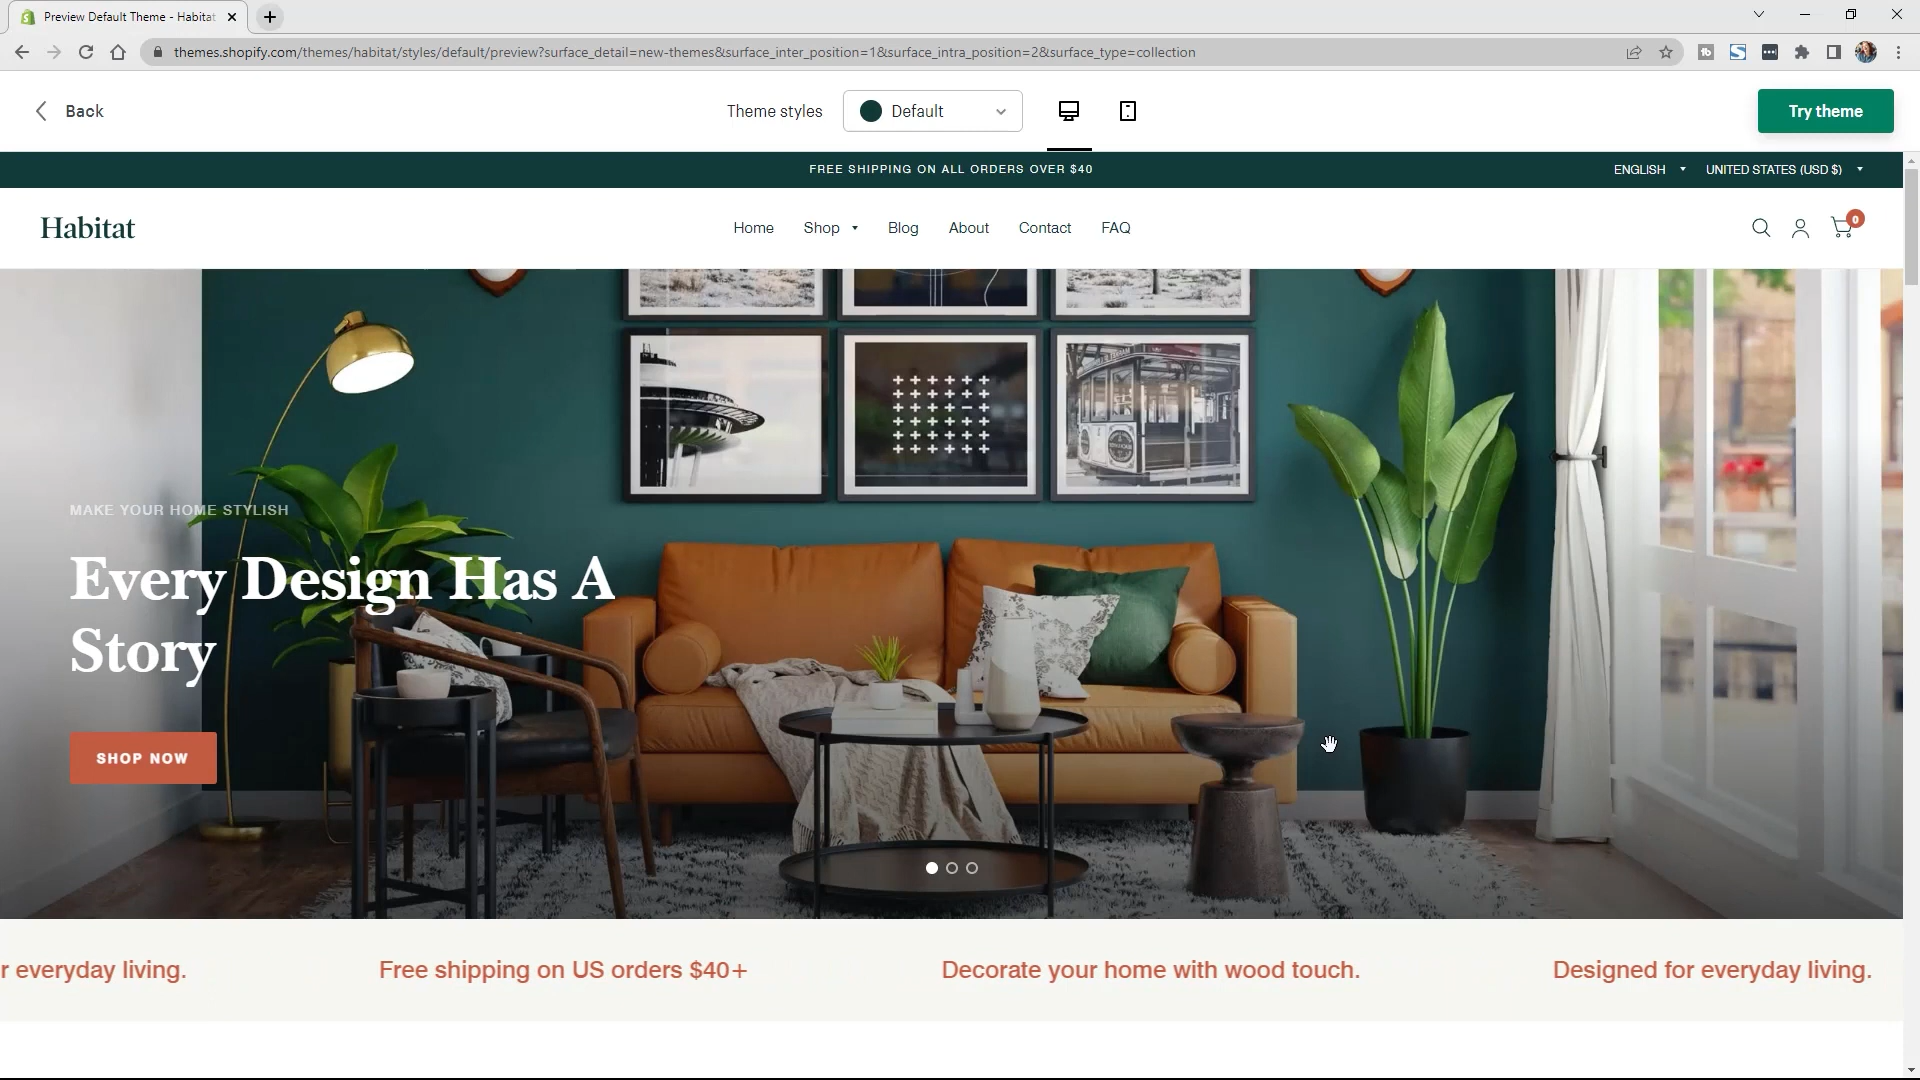 Preview Default Theme - Habitat
themes.shopify.com/themes/habitat/styles/default/preview?surface_detail=new-themes&surface_inter_position=1&surface_intra_position=2&surface_type=collection
Back
Theme styles
Default
Try theme
FREE SHIPPING ON ALL ORDERS OVER $40
ENGLISH
UNITED STATES (USD $)
Habitat
Home
Shop
Blog
About
Contact
FAQ
0
MAKE YOUR HOME STYLISH
Every Design Has A
Story
SHOP NOW
r everyday living.
Free shipping on US orders $40+
Decorate your home with wood touch.
Designed for everyday living.